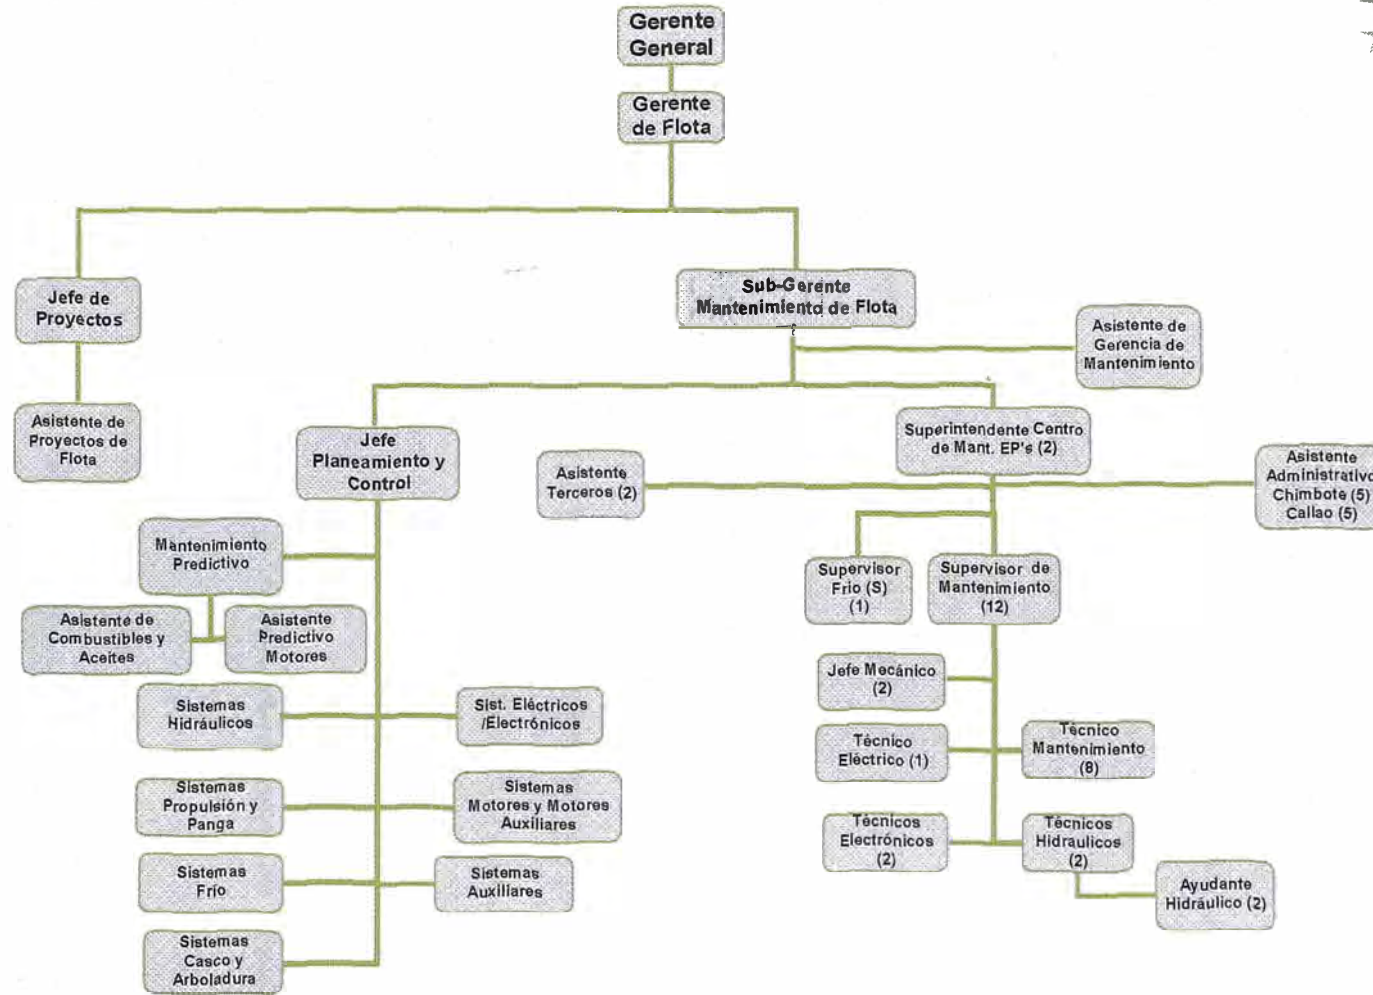 Gerente
General
Gerente
de Flota
Jefe de
Proyectos
Sub-Gerente
Mantenimiento de Flota
Asistente de
Gerencia de
Mantenimiento
Asistente de
Proyectos de
Flota
Jefe
Planeamiento y
Control
Superintendente Centro
de Mant. EP's (2)
Asistente
Terceros (2)
Asistente
Administrativo
Chimbote (5)
Callao (5)
Mantenimiento
Predictivo
Supervisor
Frio (S)
(1)
Supervisor de
Mantenimiento
(12)
Asistente de
Combustibles y
Aceites
Asistente
Predictivo
Motores
Jefe Mecánico
(2)
Sistemas
Hidráulicos
Sist. Eléctricos
/Electrónicos
Técnico
Eléctrico (1)
Técnico
Mantenimiento
(8)
Sistemas
Propulsión y
Panga
Sistemas
Motores y Motores
Auxiliares
Técnicos
Electrónicos
(2)
Técnicos
Hidráulicos
(2)
Sistemas
Frío
Sistemas
Auxiliares
Ayudante
Hidráulico (2)
Sistemas
Casco y
Arboladura